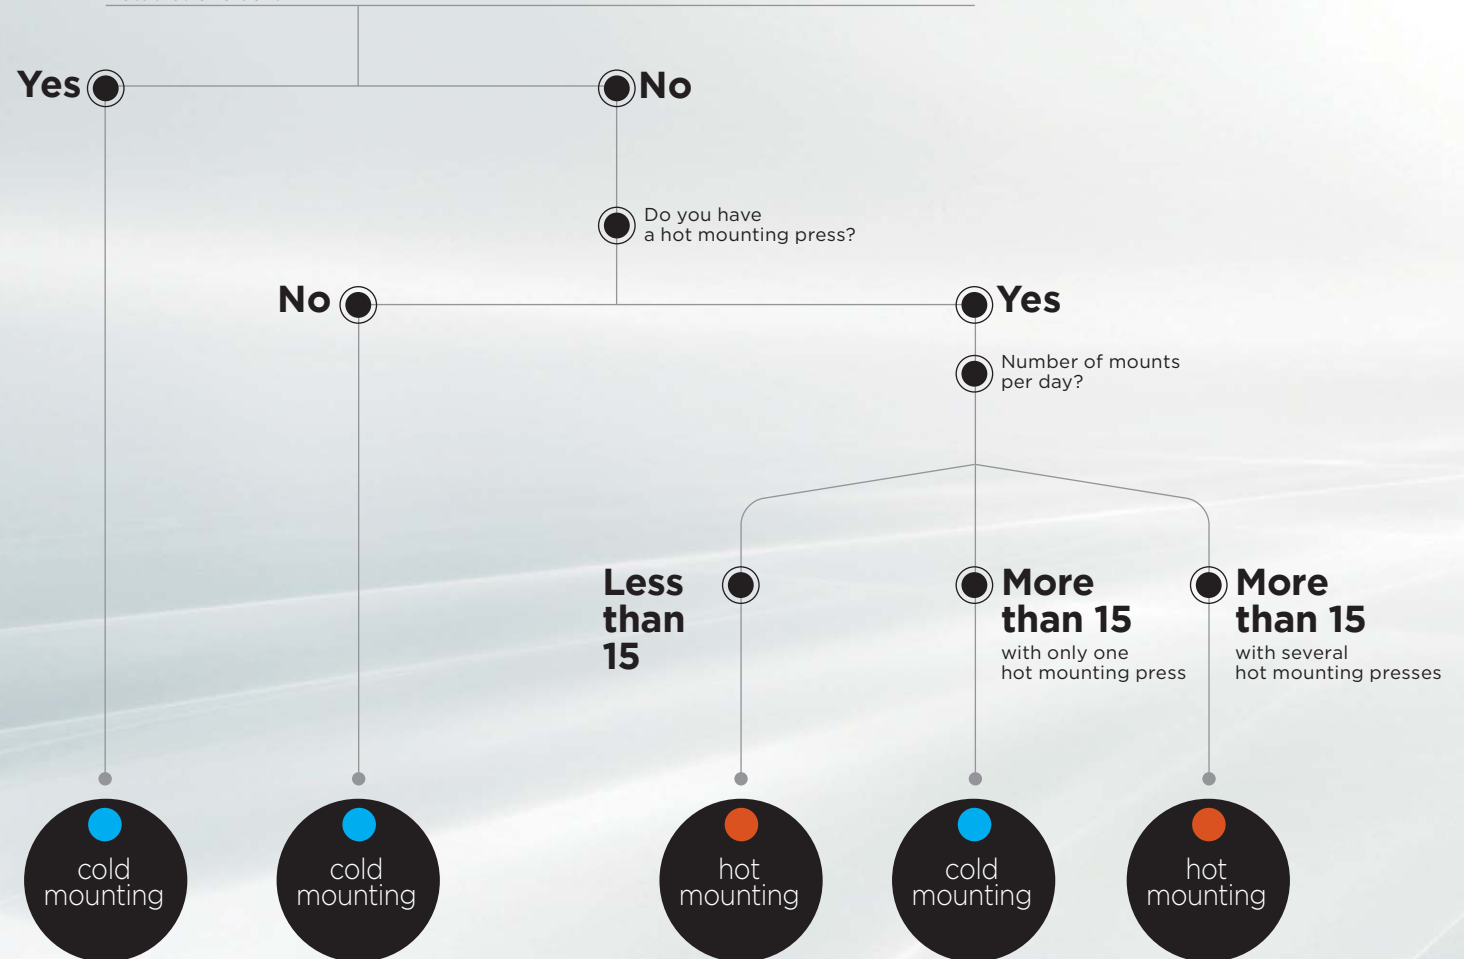 Yes
No
Do you have
a hot mounting press?
No
Yes
Number of mounts
per day?
Less
than
15
More
than 15
with only one
hot mounting press
More
than 15
with several
hot mounting presses
cold
mounting
cold
mounting
hot
mounting
cold
mounting
hot
mounting